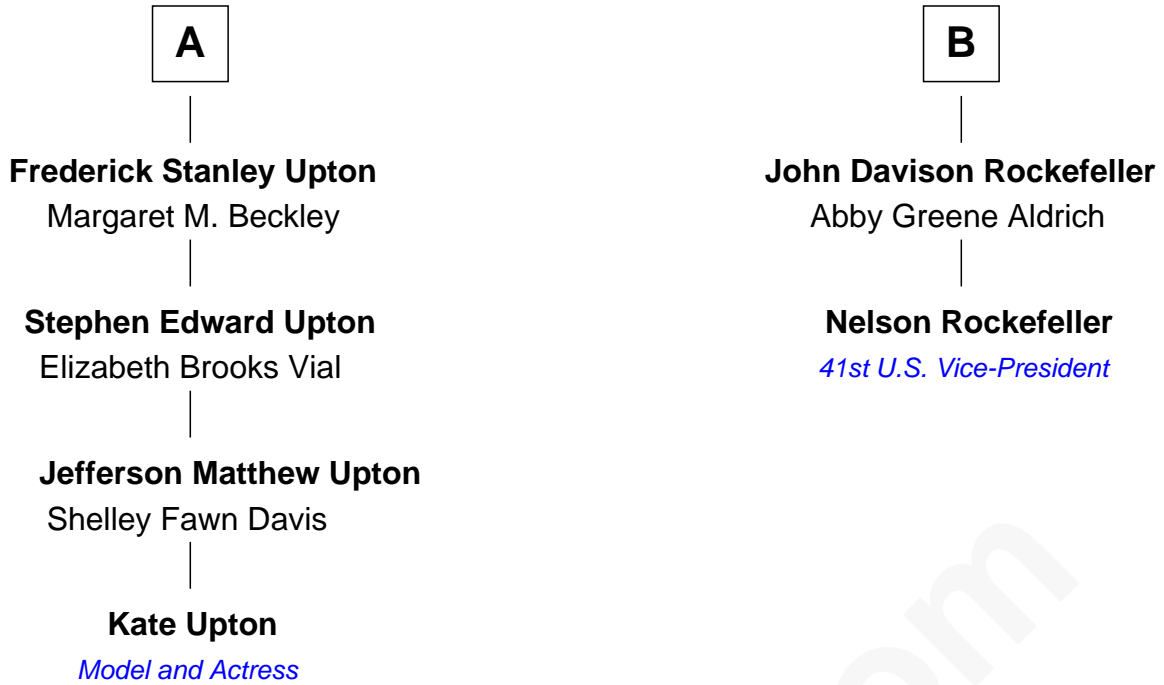 A
Frederick Stanley Upton
Margaret M. Beckley
Stephen Edward Upton
Elizabeth Brooks Vial
Jefferson Matthew Upton
Shelley Fawn Davis
Kate Upton
Model and Actress
B
John Davison Rockefeller
Abby Greene Aldrich
Nelson Rockefeller
41st U.S. Vice-President
om